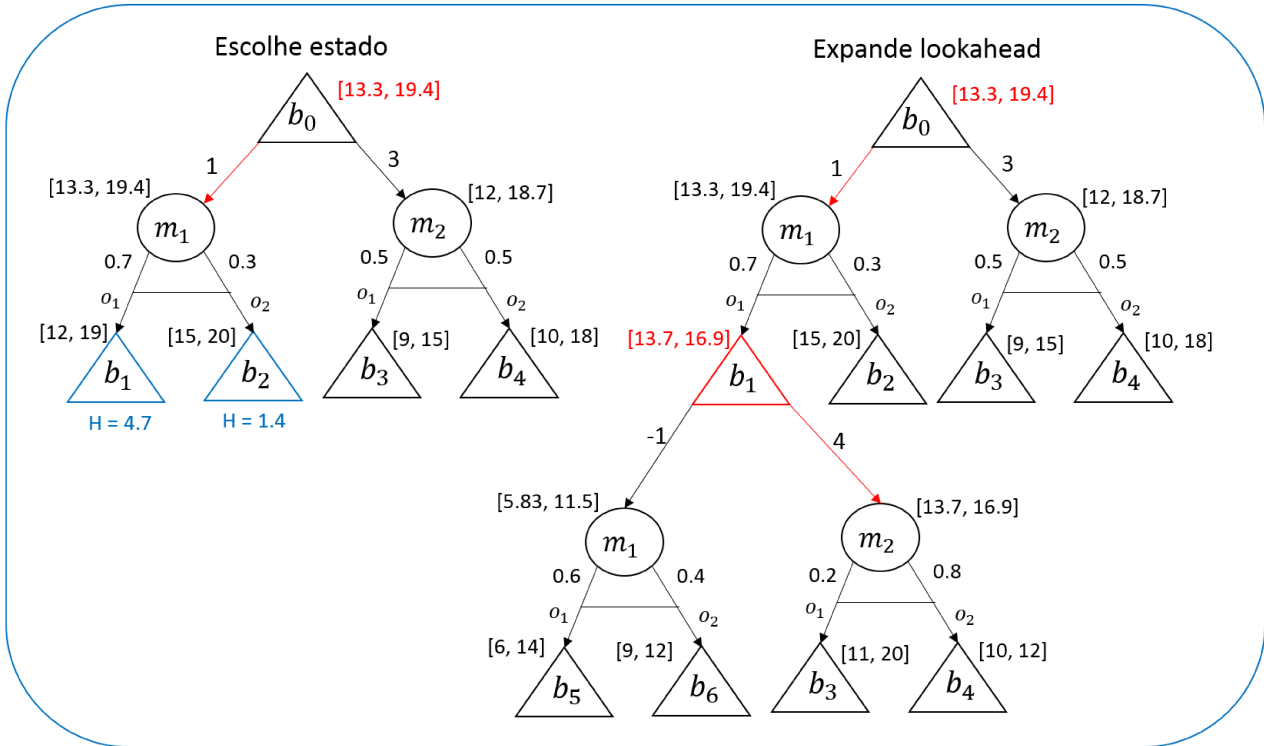 Escolhe estado
[13.3, 19.4]
b₀
1
3
[13.3, 19.4]
[12, 18.7]
m₁
m₂
0.7
0.3
0.5
0.5
o₁
o₂
o₁
o₂
[12, 19]
[15, 20]
[9, 15]
[10, 18]
b₁
b₂
b₃
b₄
H = 4.7
H = 1.4
Expande lookahead
[13.3, 19.4]
b₀
1
3
[13.3, 19.4]
[12, 18.7]
m₁
m₂
0.7
0.3
0.5
0.5
o₁
o₂
o₁
o₂
[13.7, 16.9]
[15, 20]
[9, 15]
[10, 18]
b₁
b₂
b₃
b₄
-1
4
[5.83, 11.5]
[13.7, 16.9]
m₁
m₂
0.6
0.4
0.2
0.8
o₁
o₂
o₁
o₂
[6, 14]
[9, 12]
[11, 20]
[10, 12]
b₅
b₆
b₃
b₄